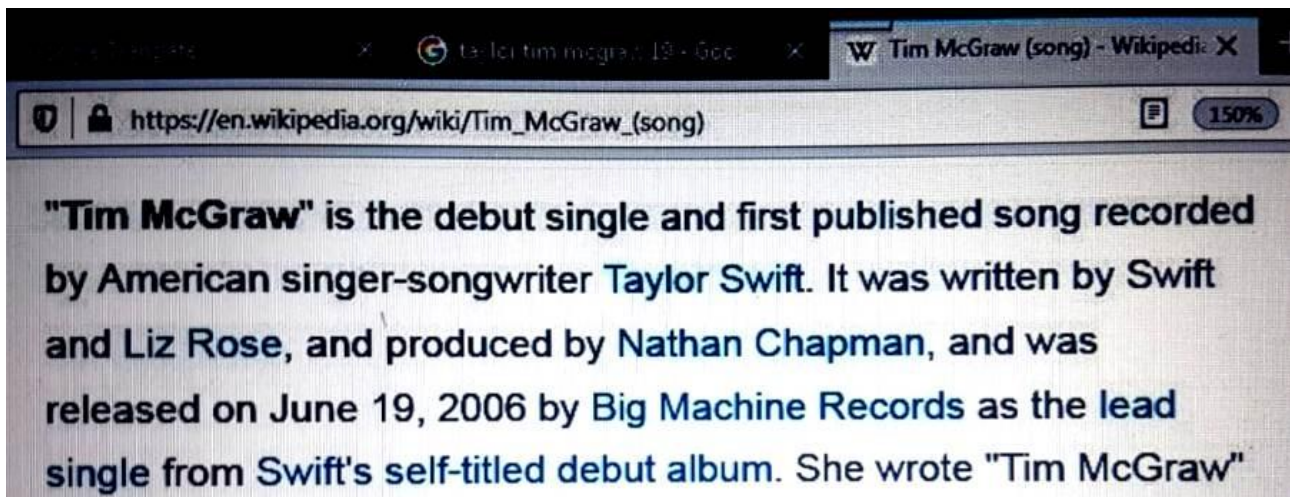 Tim McGraw (song) - Wikipedia
https://en.wikipedia.org/wiki/Tim_McGraw_(song) 150%
"Tim McGraw" is the debut single and first published song recorded
by American singer-songwriter Taylor Swift. It was written by Swift
and Liz Rose, and produced by Nathan Chapman, and was
released on June 19, 2006 by Big Machine Records as the lead
single from Swift's self-titled debut album. She wrote "Tim McGraw"